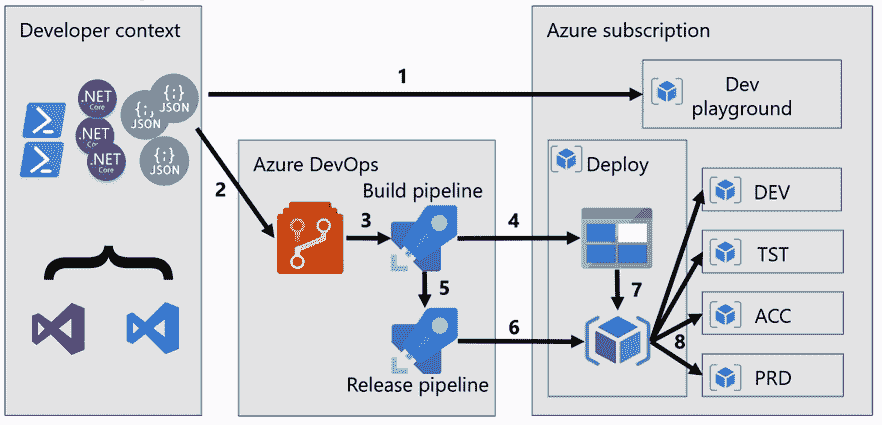 Developer context
.NET
Core
.NET
Cor
.NET
Core
{;}
JSON
{;,
JSON
{;}
JSON
1
2
Azure DevOps
Build pipeline
3
4
5
6
Release pipeline
Azure subscription
Dev
playground
Deploy
7
8
DEV
TST
ACC
PRD